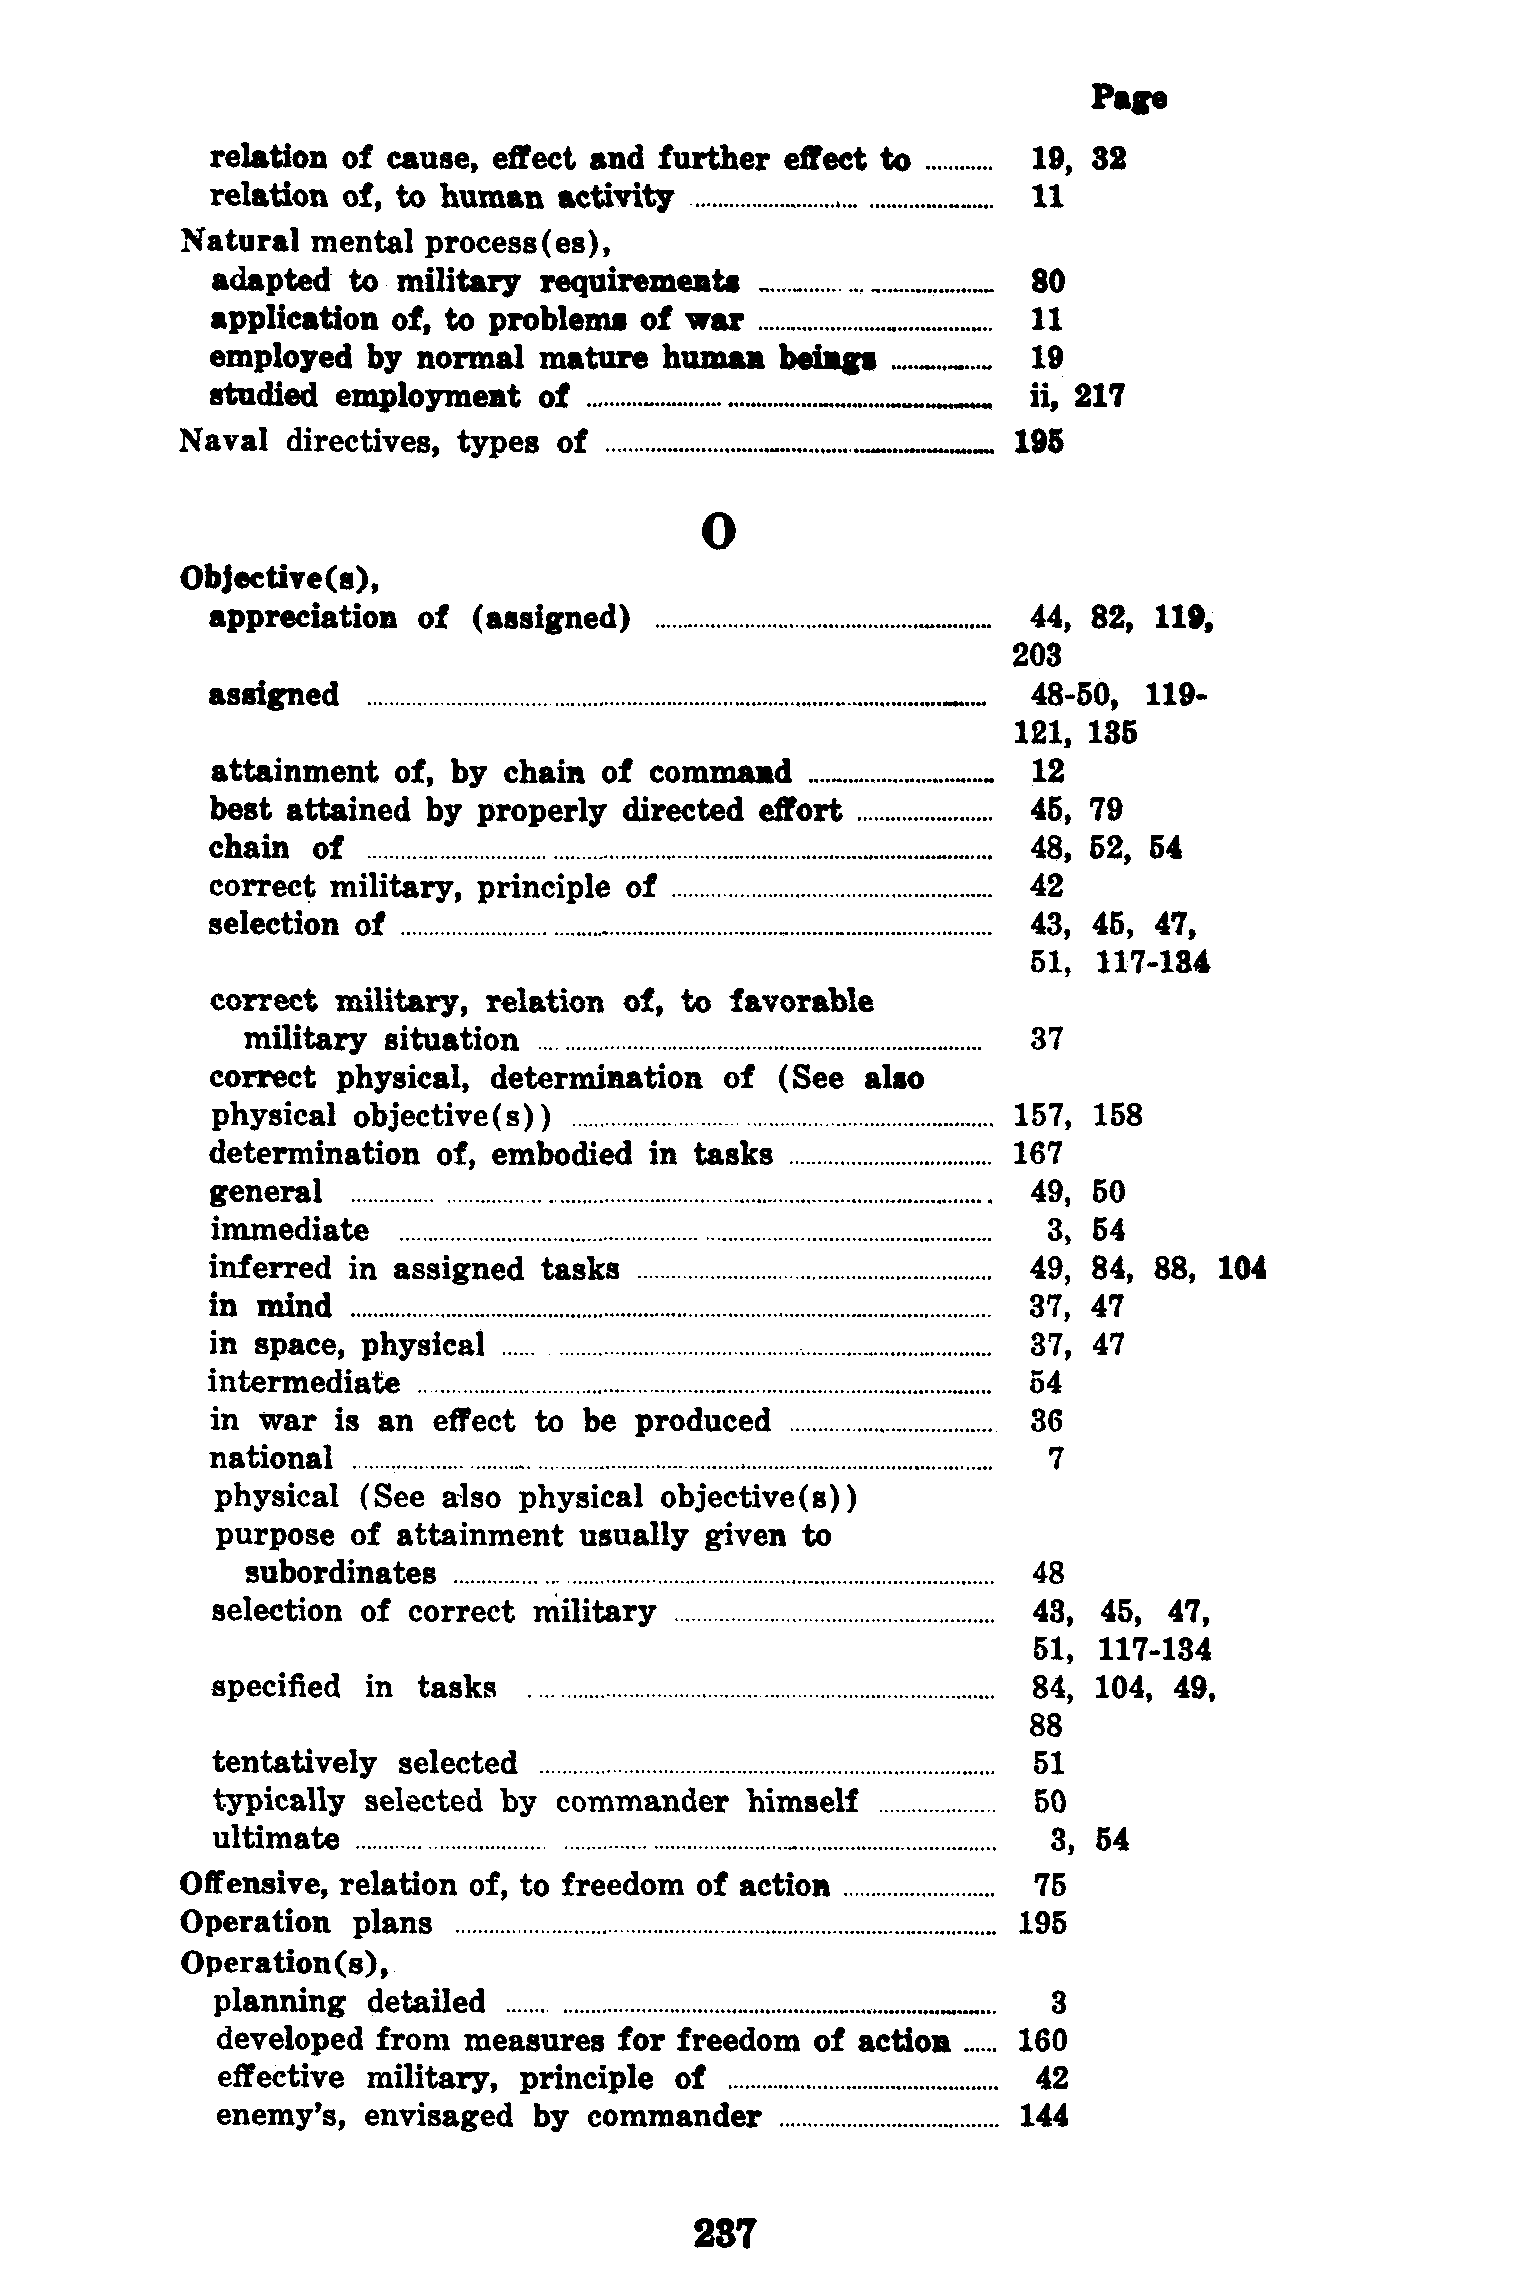 Page
relation of cause, effect and further effect to ........... 19, 32
relation of, to human activity ........... 11
Natural mental process(es),
adapted to military requirements ........... 80
application of, to problems of war ........... 11
employed by normal mature human beings ........... 19
studied employment of ........... ii, 217
Naval directives, types of ........... 195
O
Objective(s),
appreciation of (assigned) ........... 44, 82, 119,
203
assigned ........... 48-50, 119-
121, 135
attainment of, by chain of command ........... 12
best attained by properly directed effort ........... 45, 79
chain of ........... 48, 52, 54
correct military, principle of ........... 42
selection of ........... 43, 45, 47,
51, 117-134
correct military, relation of, to favorable
military situation ........... 37
correct physical, determination of (See also
physical objective(s)) ........... 157, 158
determination of, embodied in tasks ........... 167
general ........... 49, 50
immediate ........... 3, 54
inferred in assigned tasks ........... 49, 84, 88, 104
in mind ........... 37, 47
in space, physical ........... 37, 47
intermediate ........... 54
in war is an effect to be produced ........... 36
national ........... 7
physical (See also physical objective(s))
purpose of attainment usually given to
subordinates ........... 48
selection of correct military ........... 43, 45, 47,
51, 117-134
specified in tasks ........... 84, 104, 49,
88
tentatively selected ........... 51
typically selected by commander himself ........... 50
ultimate ........... 3, 54
Offensive, relation of, to freedom of action ........... 75
Operation plans ........... 195
Operation(s),
planning detailed ........... 3
developed from measures for freedom of action ...... 160
effective military, principle of ........... 42
enemy's, envisaged by commander ........... 144
237